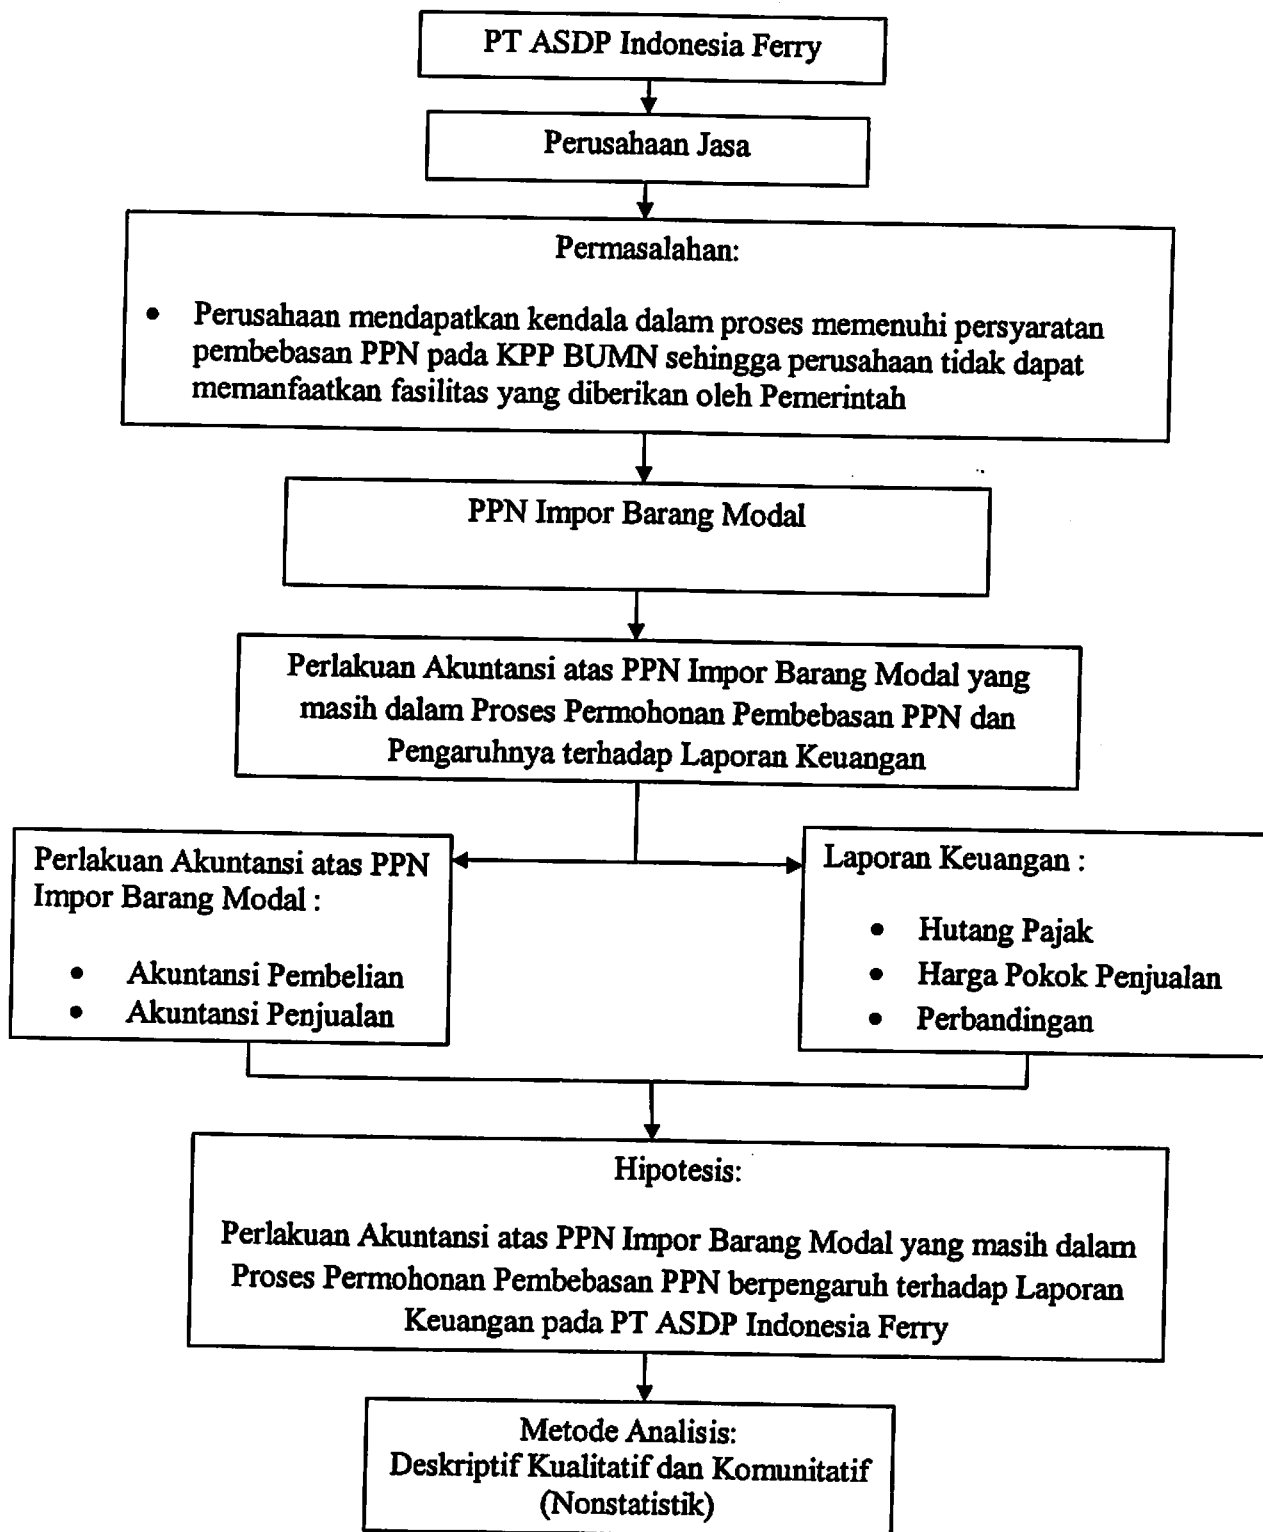 PT ASDP Indonesia Ferry
Perusahaan Jasa
Permasalahan:
• Perusahaan mendapatkan kendala dalam proses memenuhi persyaratan
pembebasan PPN pada KPP BUMN sehingga perusahaan tidak dapat
memanfaatkan fasilitas yang diberikan oleh Pemerintah
PPN Impor Barang Modal
Perlakuan Akuntansi atas PPN Impor Barang Modal yang
masih dalam Proses Permohonan Pembebasan PPN dan
Pengaruhnya terhadap Laporan Keuangan
Perlakuan Akuntansi atas PPN
Impor Barang Modal :
• Akuntansi Pembelian
• Akuntansi Penjualan
Laporan Keuangan :
• Hutang Pajak
• Harga Pokok Penjualan
• Perbandingan
Hipotesis:
Perlakuan Akuntansi atas PPN Impor Barang Modal yang masih dalam
Proses Permohonan Pembebasan PPN berpengaruh terhadap Laporan
Keuangan pada PT ASDP Indonesia Ferry
Metode Analisis:
Deskriptif Kualitatif dan Komunitatif
(Nonstatistik)